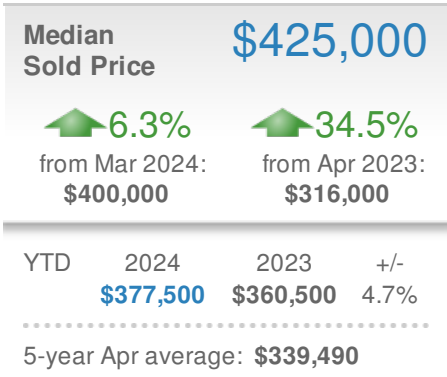 Median
Sold Price
$425,000
6.3%
34.5%
from Mar 2024:
from Apr 2023:
$400,000
$316,000
YTD 2024 2023 +/-
$377,500 $360,500 4.7%
5-year Apr average: $339,490